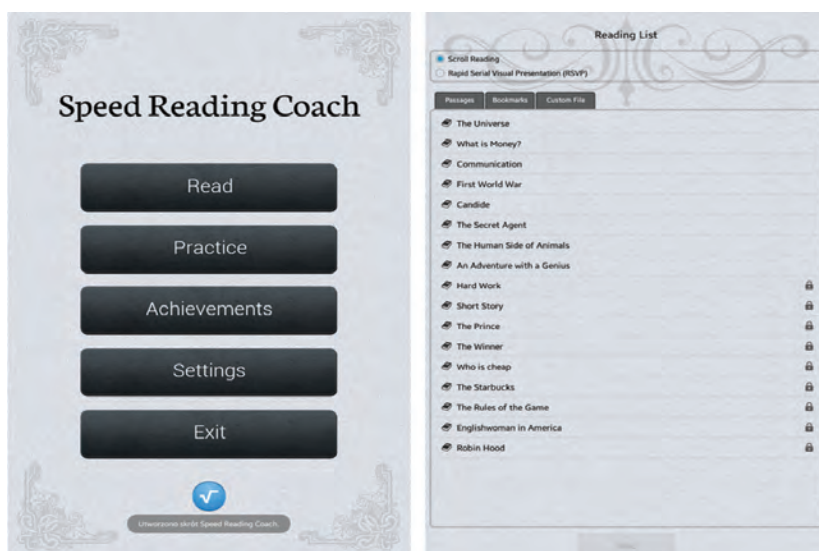 Speed Reading Coach
Read
Practice
Achievements
Settings
Exit
Utworzono skrót Speed Reading Coach.
Reading List
Scroll Reading
Rapid Serial Visual Presentation (RSVP)
Passages Bookmarks Custom File
The Universe
What is Money?
Communication
First World War
Candide
The Secret Agent
The Human Side of Animals
An Adventure with a Genius
Hard Work
Short Story
The Prince
The Winner
Who is cheap
The Starbucks
The Rules of the Game
Englishwoman in America
Robin Hood